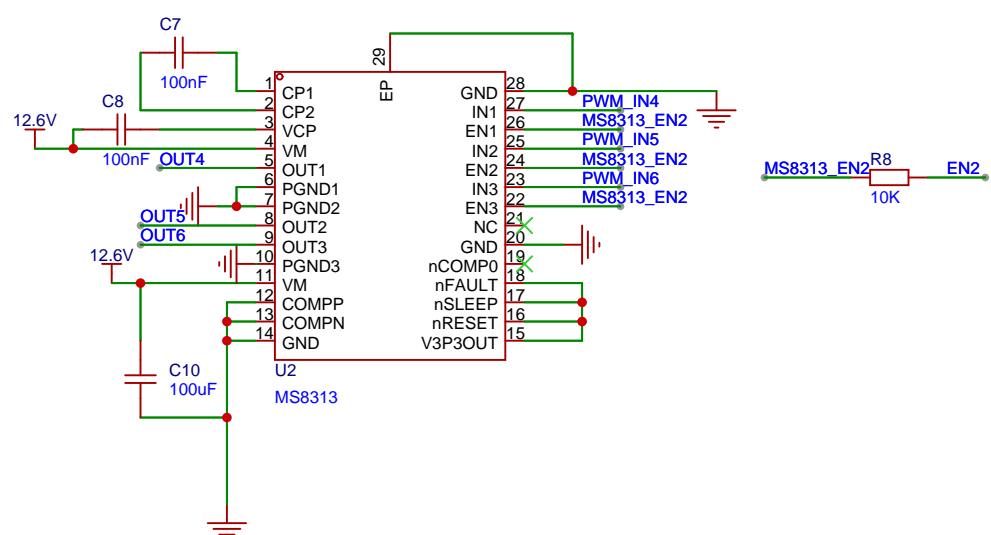 C7
100nF
C8
100nF
12.6V
OUT4
OUT5
OUT6
12.6V
C10
100uF
29
EP
1 CP1
2 CP2
3 VCP
4 VM
5 OUT1
6 PGND1
7 PGND2
8 OUT2
9 OUT3
10 PGND3
11 VM
12 COMPP
13 COMPN
14 GND
GND 28
IN1 27 PWM_IN4
EN1 26 MS8313_EN2
IN2 25 PWM_IN5
EN2 24 MS8313_EN2
IN3 23 PWM_IN6
EN3 22 MS8313_EN2
NC 21
GND 20
nCOMP0 19
nFAULT 18
nSLEEP 17
nRESET 16
V3P3OUT 15
U2
MS8313
MS8313_EN2 R8 EN2
10K